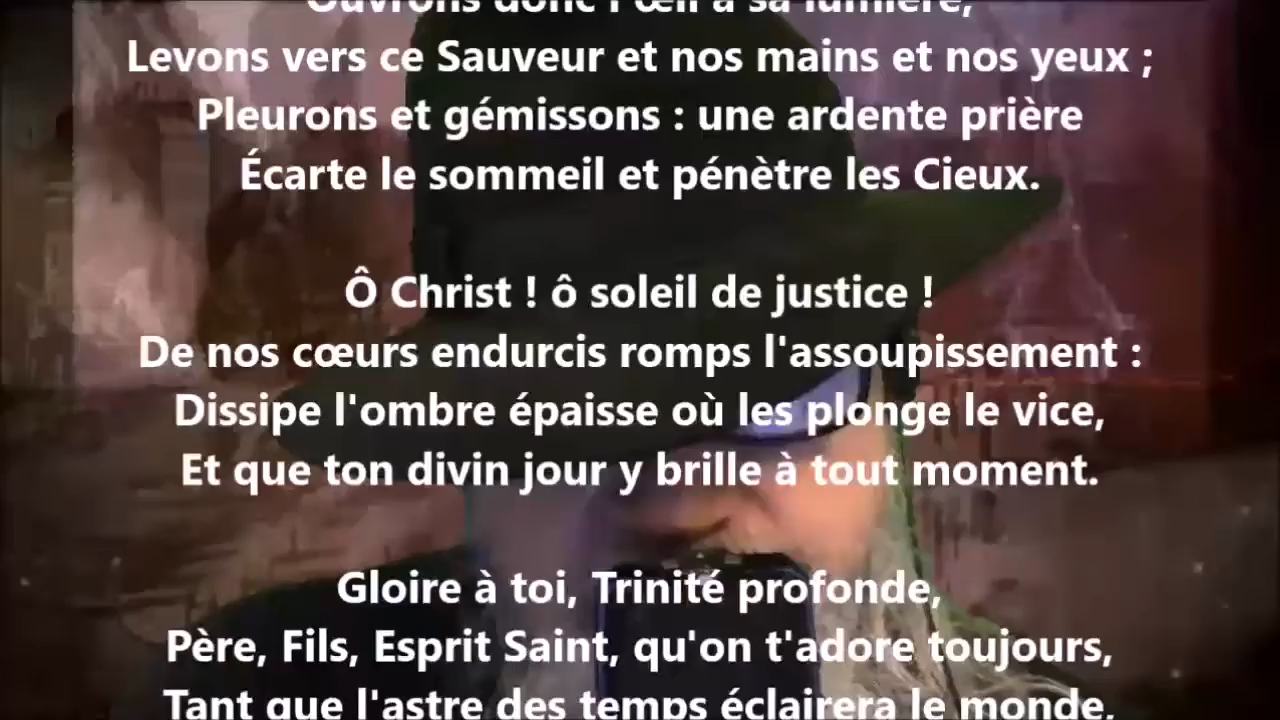 Ouvrons donc l'œil à sa lumière,
Levons vers ce Sauveur et nos mains et nos yeux ;
Pleurons et gémissons : une ardente prière
Écarte le sommeil et pénètre les Cieux.
Ô Christ ! ô soleil de justice !
De nos cœurs endurcis romps l'assoupissement :
Dissipe l'ombre épaisse où les plonge le vice,
Et que ton divin jour y brille à tout moment.
Gloire à toi, Trinité profonde,
Père, Fils, Esprit Saint, qu'on t'adore toujours,
Tant que l'astre des temps éclairera le monde,